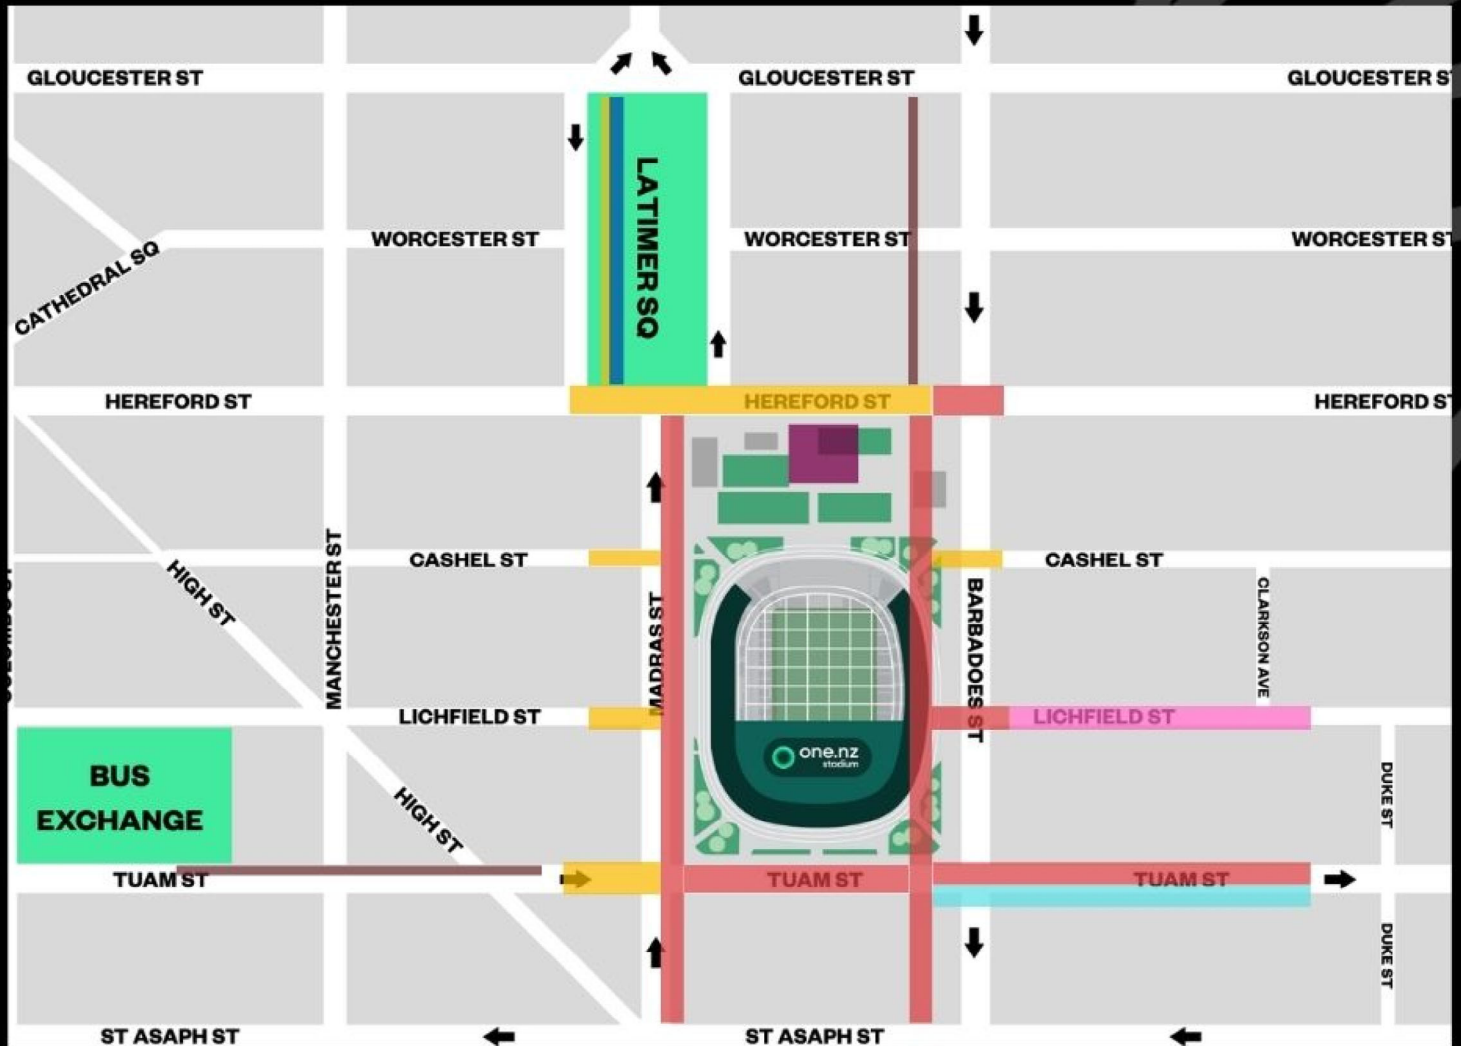 GLOUCESTER ST
GLOUCESTER ST
GLOUCESTER ST
LATIMER SQ
WORCESTER ST
WORCESTER ST
WORCESTER ST
CATHEDRAL SQ
HEREFORD ST
HEREFORD ST
HEREFORD ST
CASHEL ST
CASHEL ST
HIGH ST
MANCHESTER ST
MADRAS ST
BARBADOES ST
CLARKSON AVE
LICHFIELD ST
LICHFIELD ST
one.nz
stadium
BUS
EXCHANGE
HIGH ST
DUKE ST
TUAM ST
TUAM ST
TUAM ST
DUKE ST
ST ASAPH ST
ST ASAPH ST